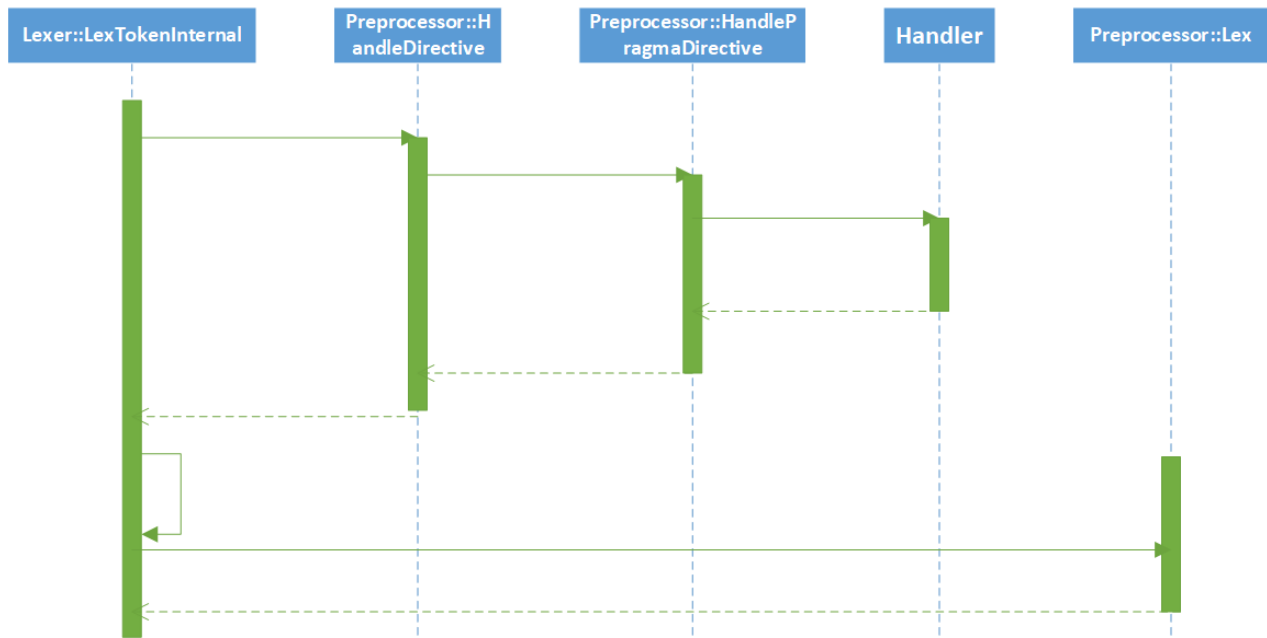 Lexer::LexTokenInternal
Preprocessor::H
andleDirective
Preprocessor::HandleP
ragmaDirective
Handler
Preprocessor::Lex